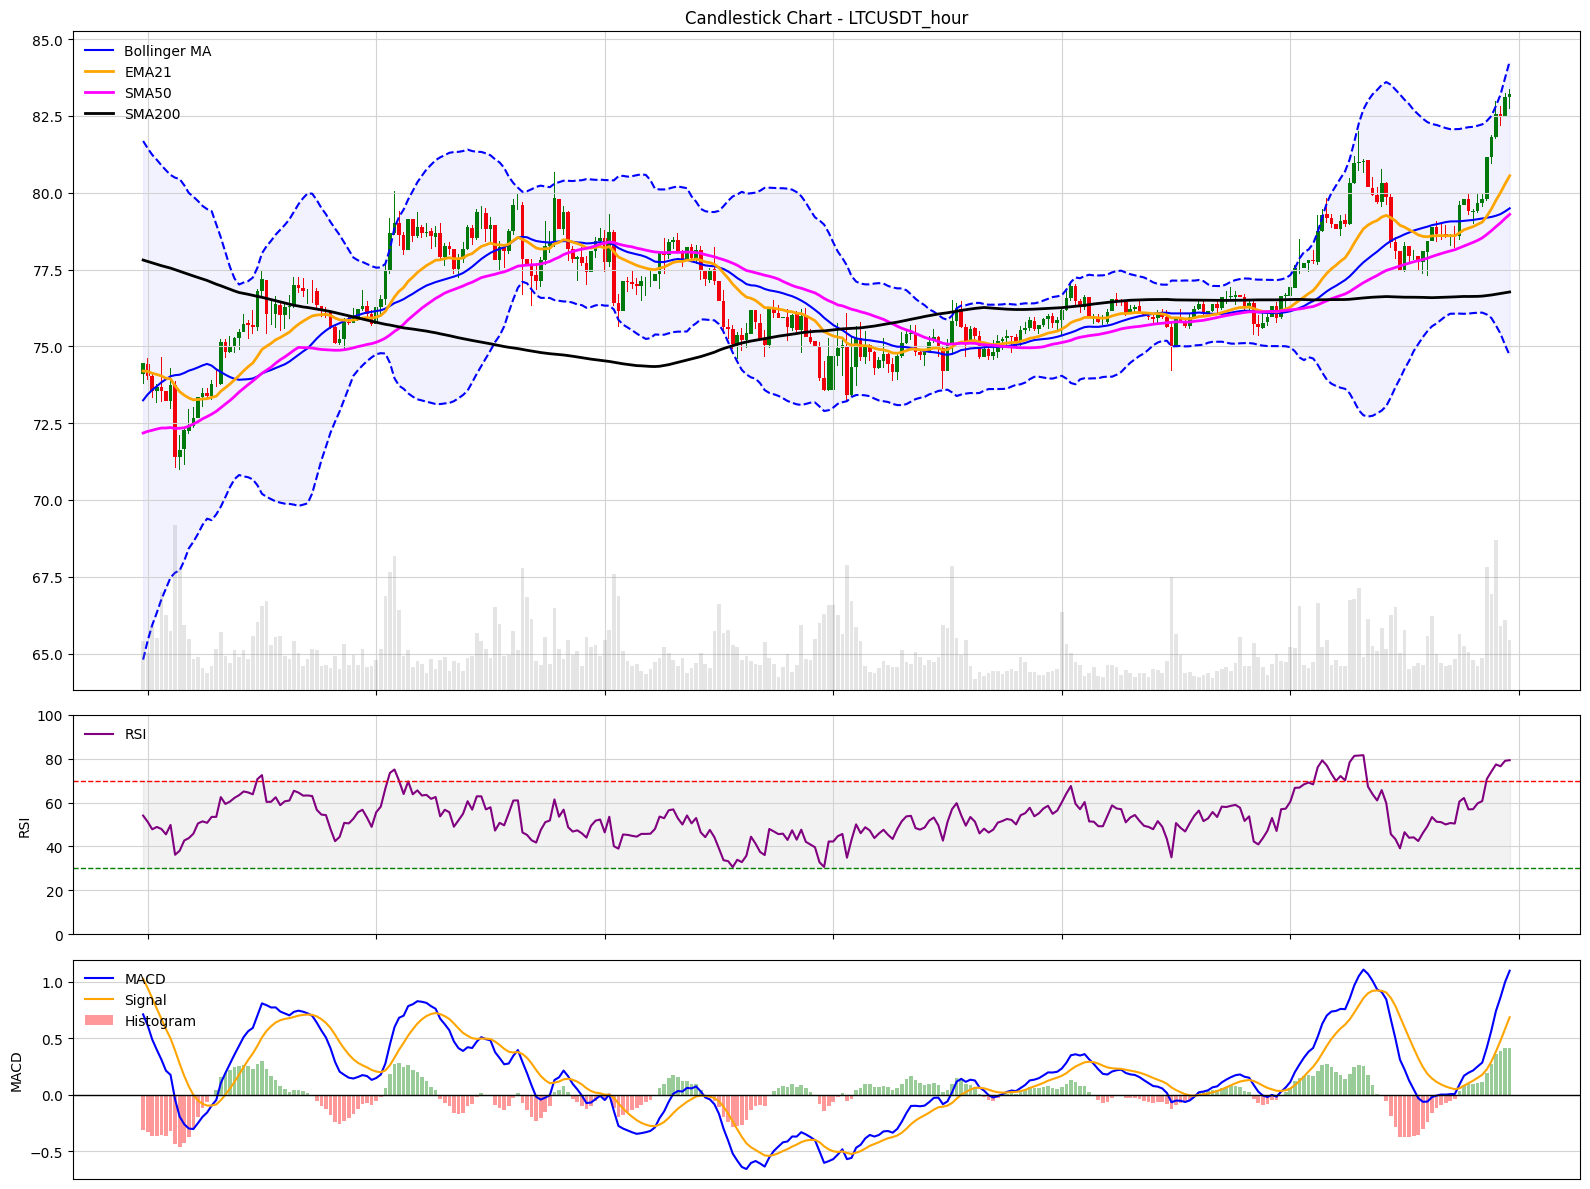 Candlestick Chart - LTCUSDT_hour
85.0
82.5
80.0
77.5
75.0
72.5
70.0
67.5
65.0
Bollinger MA
EMA21
SMA50
SMA200
100
80
60
40
20
0
RSI
RSI
1.0
0.5
0.0
−0.5
MACD
MACD
Signal
Histogram